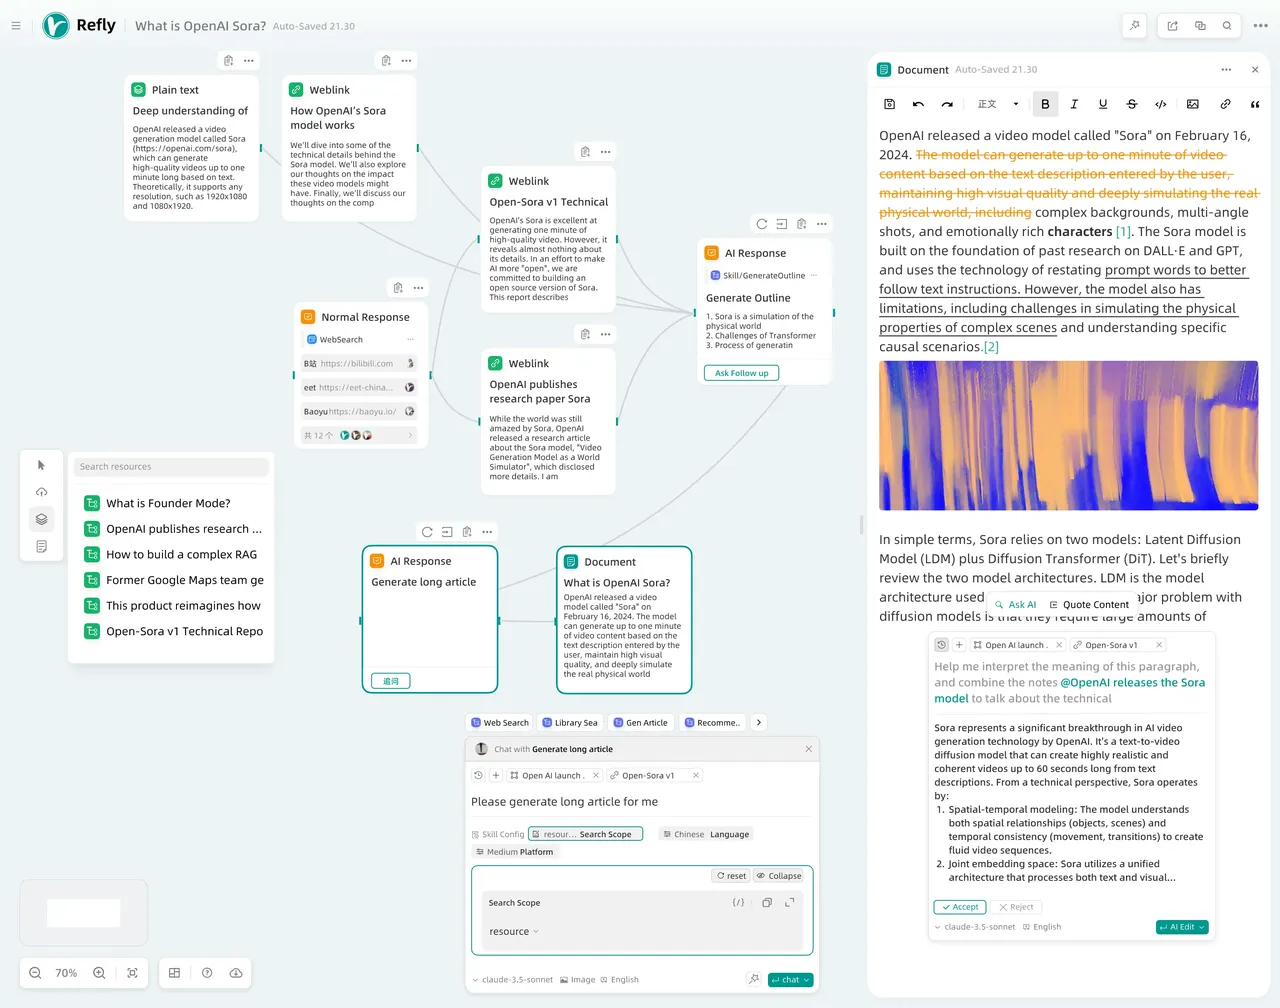 Refly
What is OpenAI Sora?
Auto-Saved 21.30
Plain text
Deep understanding of
OpenAI released a video
generation model called Sora
(https://openai.com/sora),
which can generate
high-quality videos up to one
minute long based on text.
Theoretically, it supports any
resolution, such as 1920x1080
and 1080x1920.
Weblink
How OpenAI's Sora
model works
We'll dive into some of the
technical details behind the
Sora model. We'll also explore
our thoughts on the impact
these video models might
have. Finally, we'll discuss our
thoughts on the comp
Weblink
Open-Sora v1 Technical
OpenAI's Sora is excellent at
generating one minute of
high-quality video. However, it
reveals almost nothing about
its details. In an effort to make
AI more "open", we are
committed to building an
open source version of Sora.
This report describes
AI Response
Skill/GenerateOutline
Generate Outline
1. Sora is a simulation of the
physical world
2. Challenges of Transformer
3. Process of generatin
Ask Follow up
Normal Response
WebSearch
B站 https://bilibili.com
eet https://eet-china...
Baoyu https://baoyu.io/
共 12 个
Weblink
OpenAI publishes
research paper Sora
While the world was still
amazed by Sora, OpenAI
released a research article
about the Sora model, "Video
Generation Model as a World
Simulator", which disclosed
more details. I am
Search resources
What is Founder Mode?
OpenAI publishes research ...
How to build a complex RAG
Former Google Maps team ge
This product reimagines how
Open-Sora v1 Technical Repo
AI Response
Generate long article
追问
Document
What is OpenAI Sora?
OpenAI released a video
model called "Sora" on
February 16, 2024. The model
can generate up to one minute
of video content based on the
text description entered by the
user, maintain high visual
quality, and deeply simulate
the real physical world
Web Search
Library Sea
Gen Article
Recomme..
Chat with Generate long article
Open AI launch .
Open-Sora v1
Please generate long article for me
Skill Config
resour... Search Scope
Chinese Language
Medium Platform
reset
Collapse
Search Scope
resource
claude-3.5-sonnet
Image
English
chat
70%
Document
Auto-Saved 21.30
正文
B
I
U
S
OpenAI released a video model called "Sora" on February 16,
2024. The model can generate up to one minute of video
content based on the text description entered by the user,
maintaining high visual quality and deeply simulating the real
physical world, including complex backgrounds, multi-angle
shots, and emotionally rich characters [1]. The Sora model is
built on the foundation of past research on DALL·E and GPT,
and uses the technology of restating prompt words to better
follow text instructions. However, the model also has
limitations, including challenges in simulating the physical
properties of complex scenes and understanding specific
causal scenarios.[2]
In simple terms, Sora relies on two models: Latent Diffusion
Model (LDM) plus Diffusion Transformer (DiT). Let's briefly
review the two model architectures. LDM is the model
architecture used
ajor problem with
Ask AI
Quote Content
diffusion models is that they require large amounts of
Open AI launch .
Open-Sora v1
Help me interpret the meaning of this paragraph,
and combine the notes @OpenAI releases the Sora
model to talk about the technical
Sora represents a significant breakthrough in AI video
generation technology by OpenAI. It's a text-to-video
diffusion model that can create highly realistic and
coherent videos up to 60 seconds long from text
descriptions. From a technical perspective, Sora operates
by:
1. Spatial-temporal modeling: The model understands
both spatial relationships (objects, scenes) and
temporal consistency (movement, transitions) to create
fluid video sequences.
2. Joint embedding space: Sora utilizes a unified
architecture that processes both text and visual...
Accept
Reject
claude-3.5-sonnet
English
AI Edit